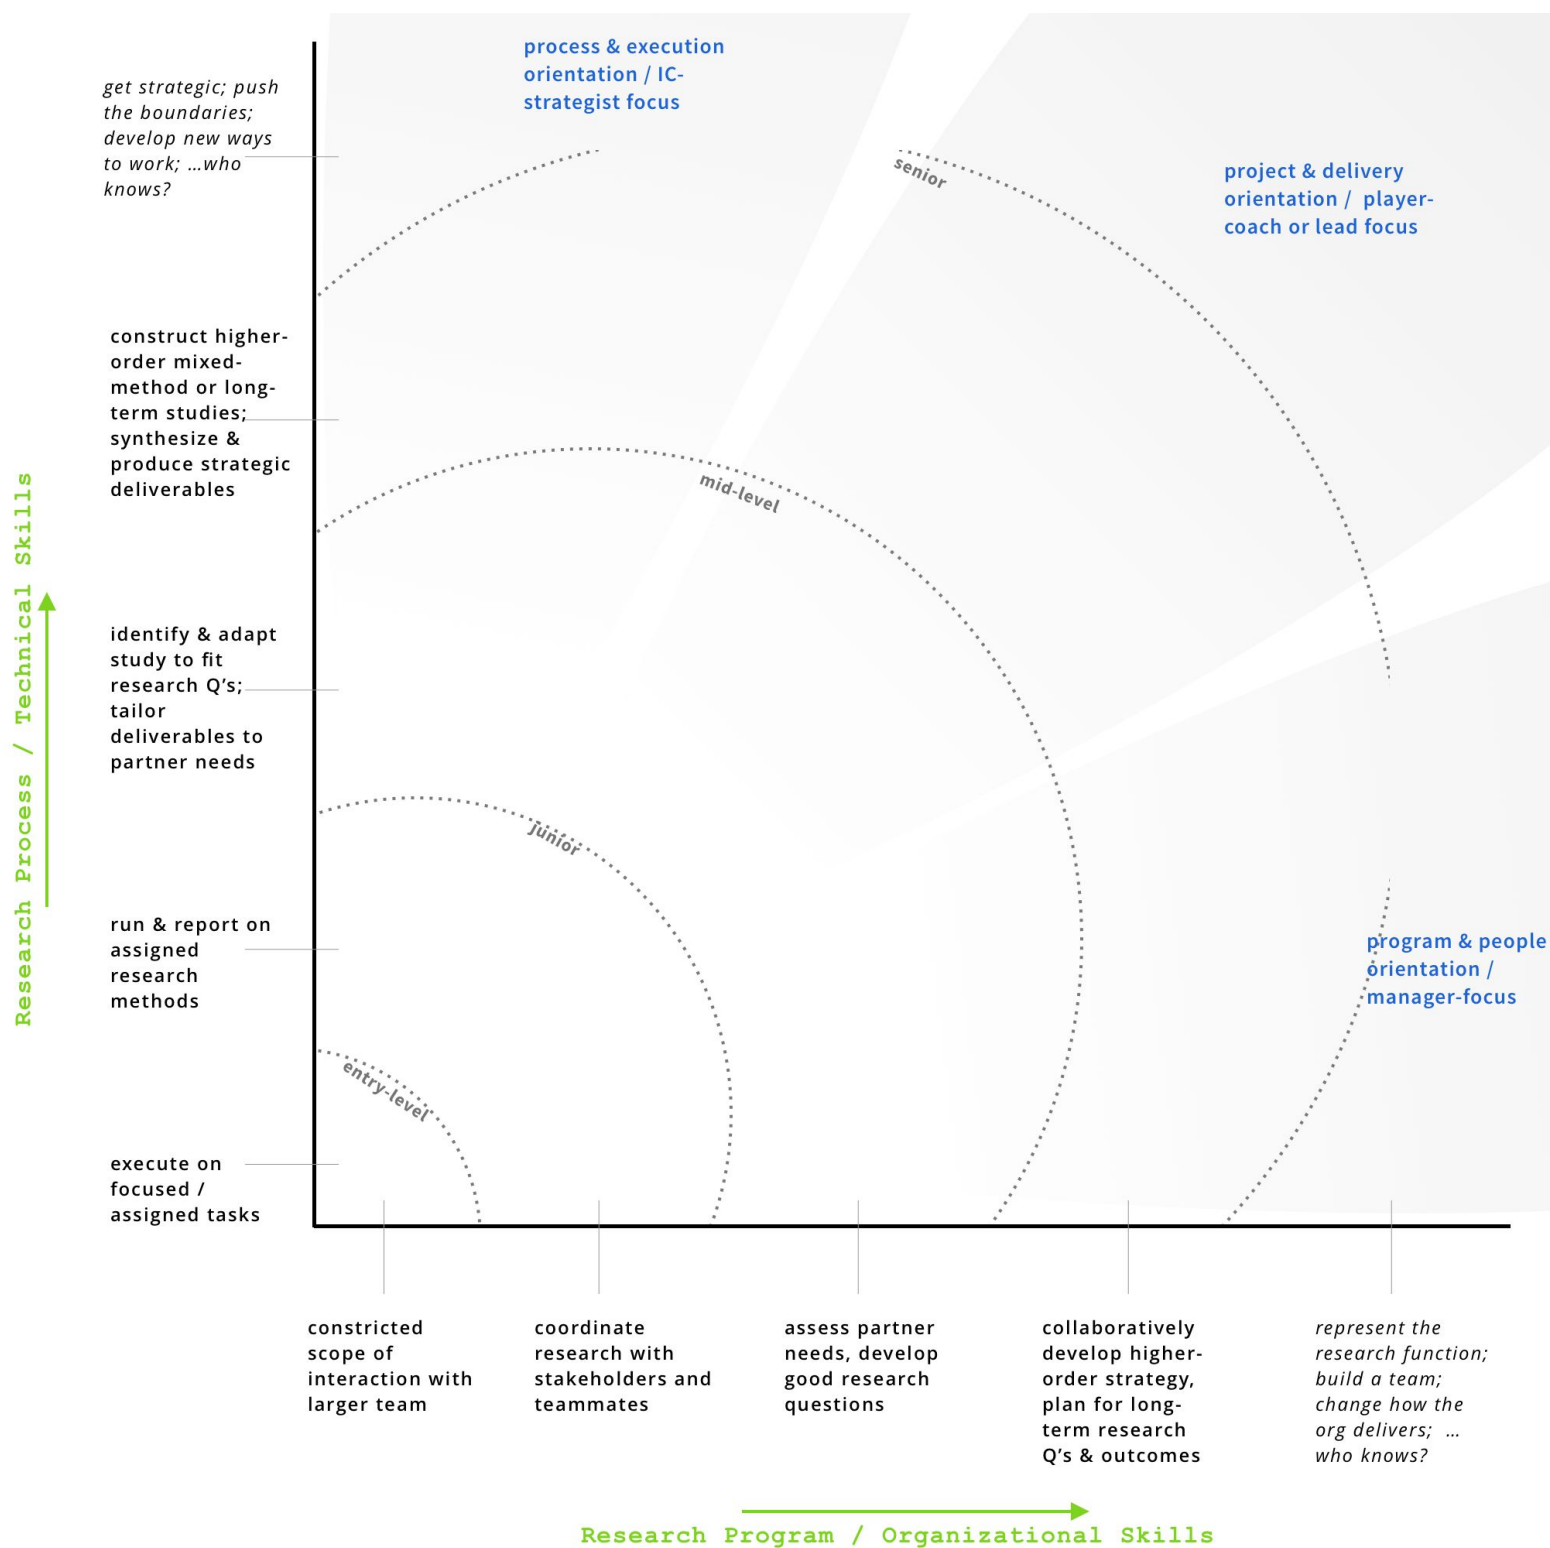 process & execution
orientation / IC-
strategist focus
get strategic; push
the boundaries;
develop new ways
to work; …who
knows?
senior
project & delivery
orientation /  player-
coach or lead focus
construct higher-
order mixed-
method or long-
term studies;
synthesize &
produce strategic
deliverables
mid-level
Research Process / Technical Skills
identify & adapt
study to fit
research Q’s;
tailor
deliverables to
partner needs
junior
run & report on
assigned
research
methods
program & people
orientation /
manager-focus
entry-level
execute on
focused /
assigned tasks
constricted
scope of
interaction with
larger team
coordinate
research with
stakeholders and
teammates
assess partner
needs, develop
good research
questions
collaboratively
develop higher-
order strategy,
plan for long-
term research
Q’s & outcomes
represent the
research function;
build a team;
change how the
org delivers;  …
who knows?
Research Program / Organizational Skills